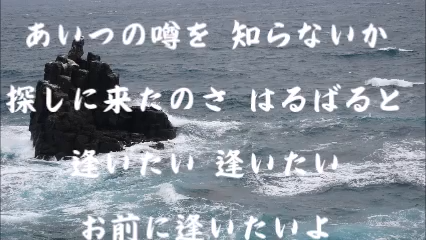 あいつの噂を 知らないか
探しに来たのさ はるばると
逢いたい 逢いたい
お前に逢いたいよ